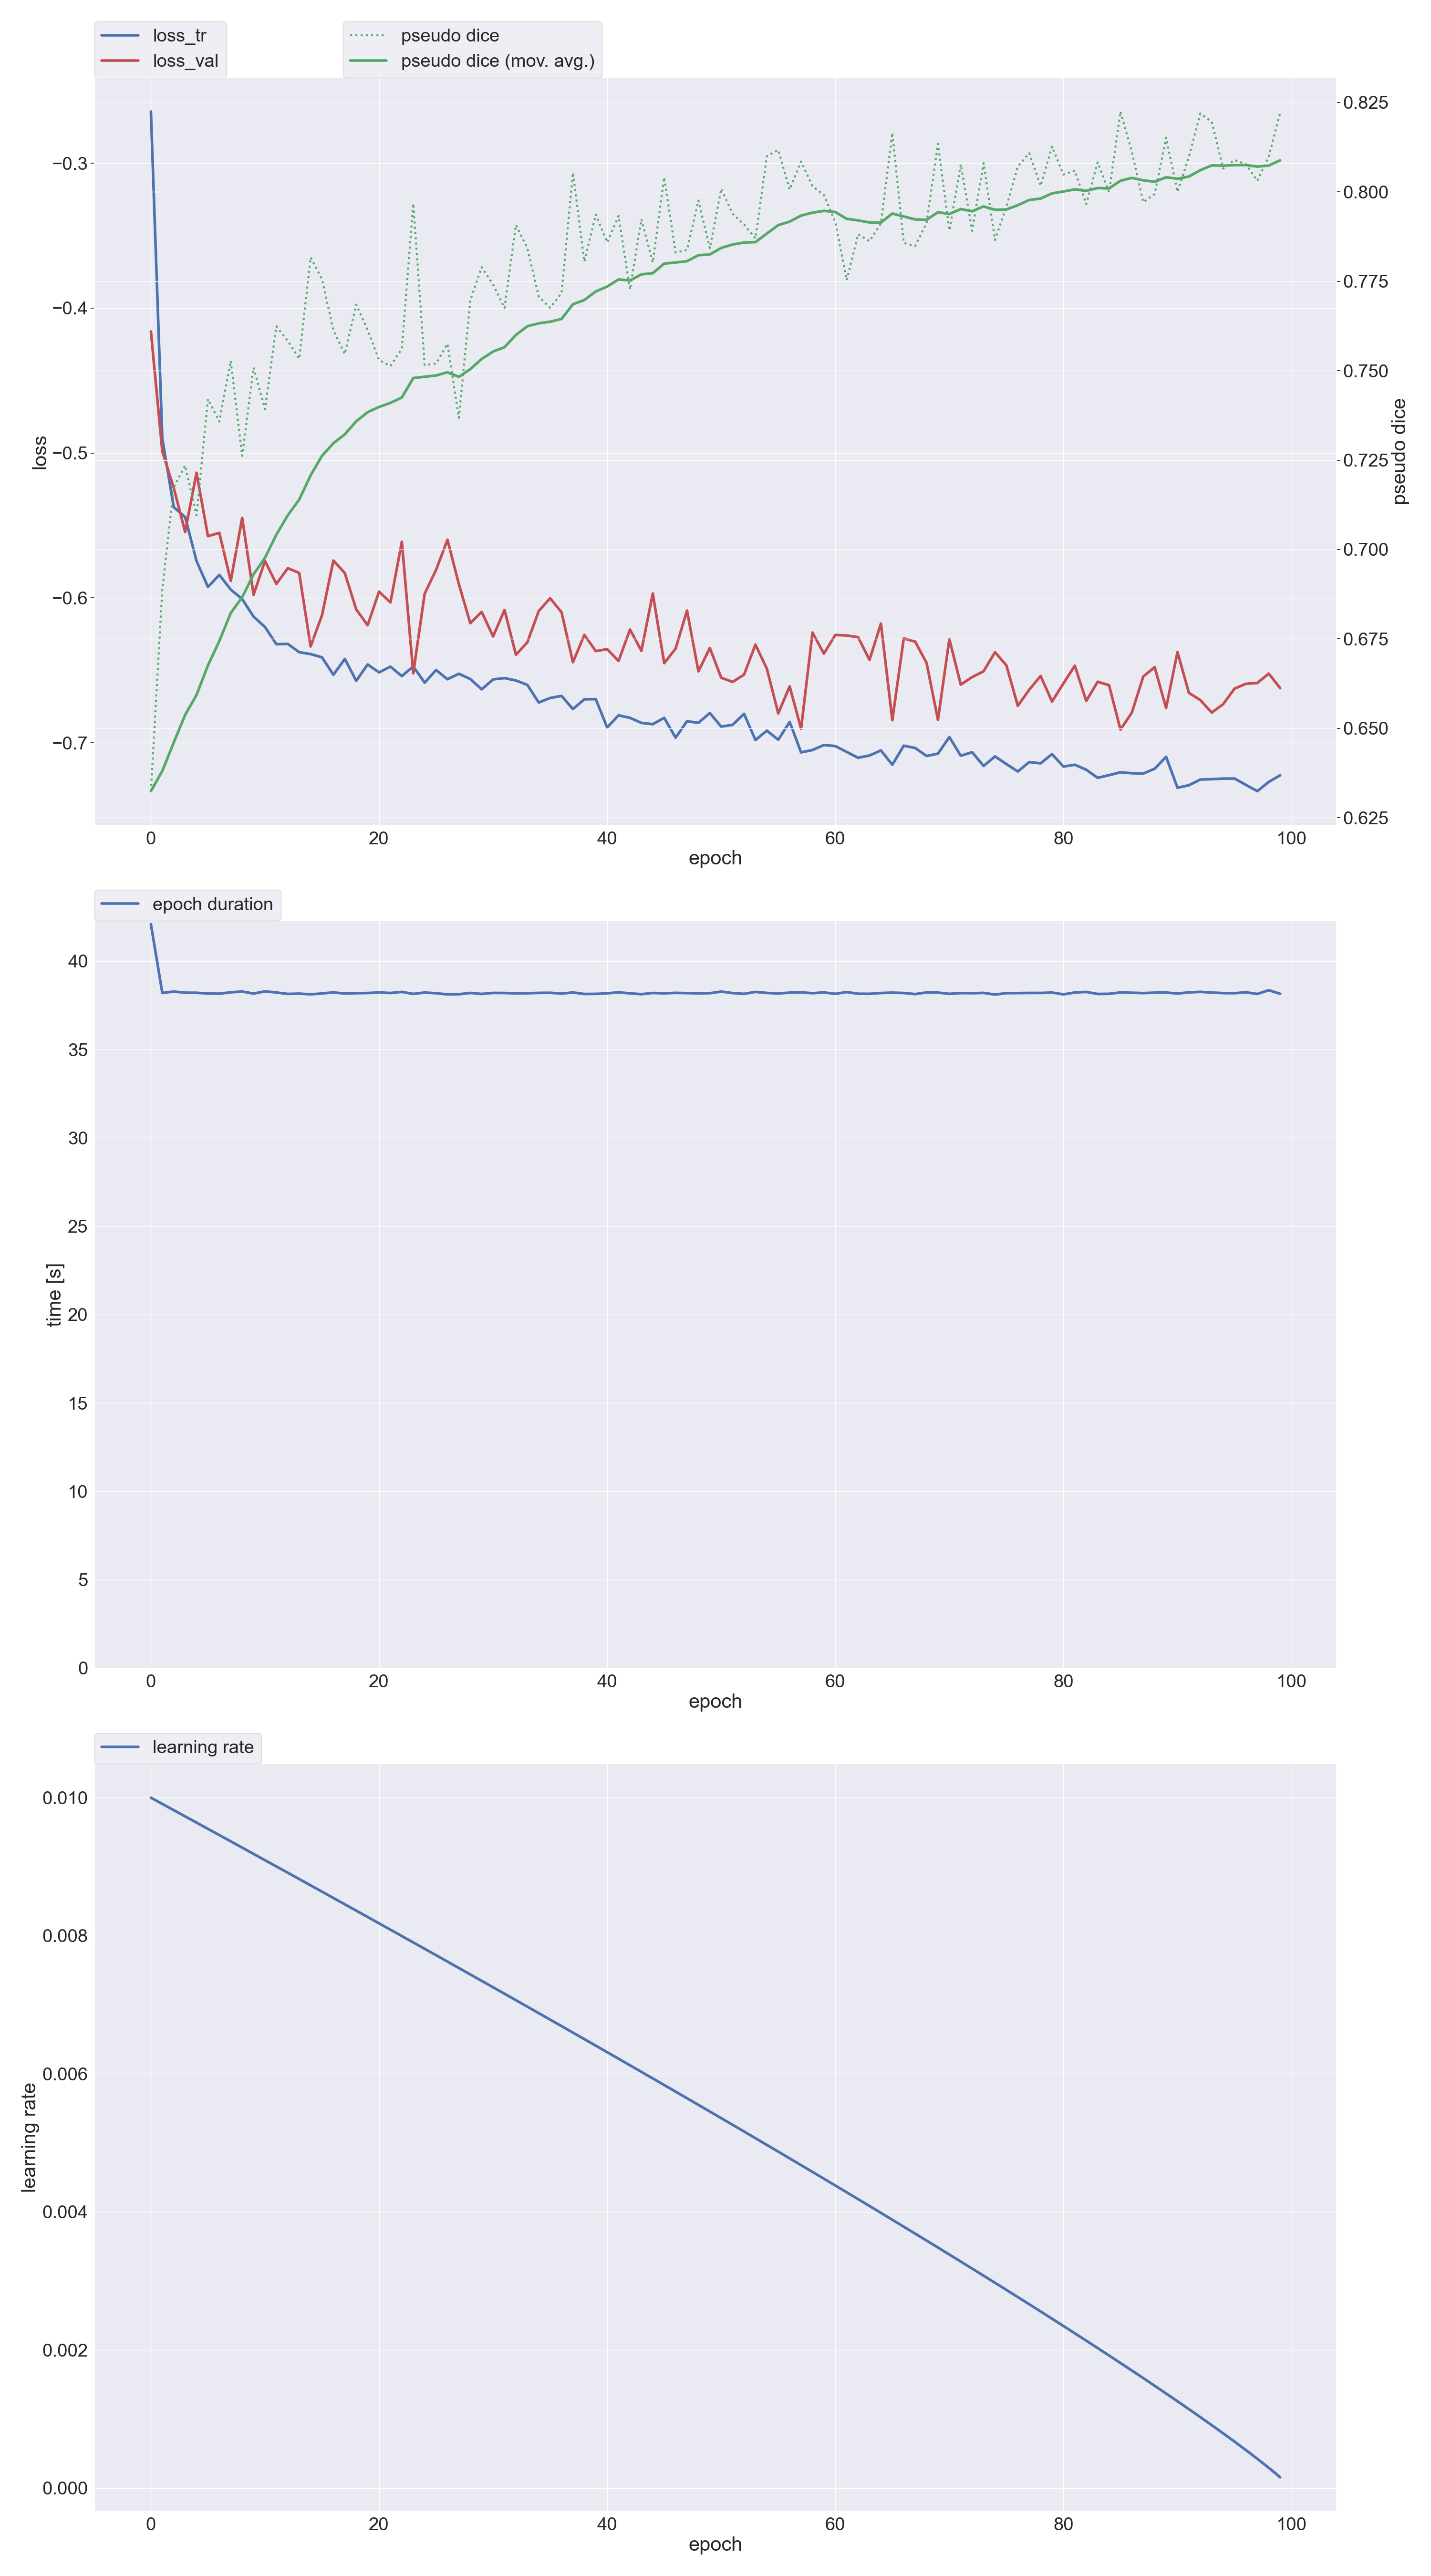 loss_tr
loss_val
pseudo dice
pseudo dice (mov. avg.)
−0.3
−0.4
−0.5
−0.6
−0.7
loss
0.825
0.800
0.775
0.750
0.725
0.700
0.675
0.650
0.625
pseudo dice
0 20 40 60 80 100
epoch
epoch duration
40
35
30
25
20
15
10
5
0
time [s]
0 20 40 60 80 100
epoch
learning rate
0.010
0.008
0.006
0.004
0.002
0.000
learning rate
0 20 40 60 80 100
epoch